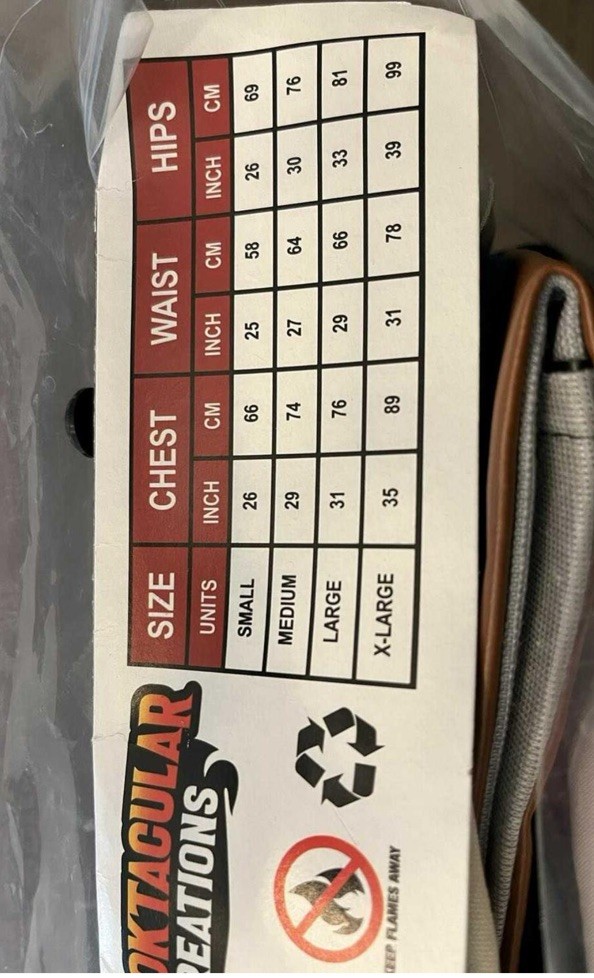 SIZE CHEST WAIST HIPS
UNITS INCH CM INCH CM INCH CM
SMALL 26 66 25 58 26 69
MEDIUM 29 74 27 64 30 76
LARGE 31 76 29 66 33 81
X-LARGE 35 89 31 78 39 99
OKTACULAR
REATIONS
KEEP FLAMES AWAY